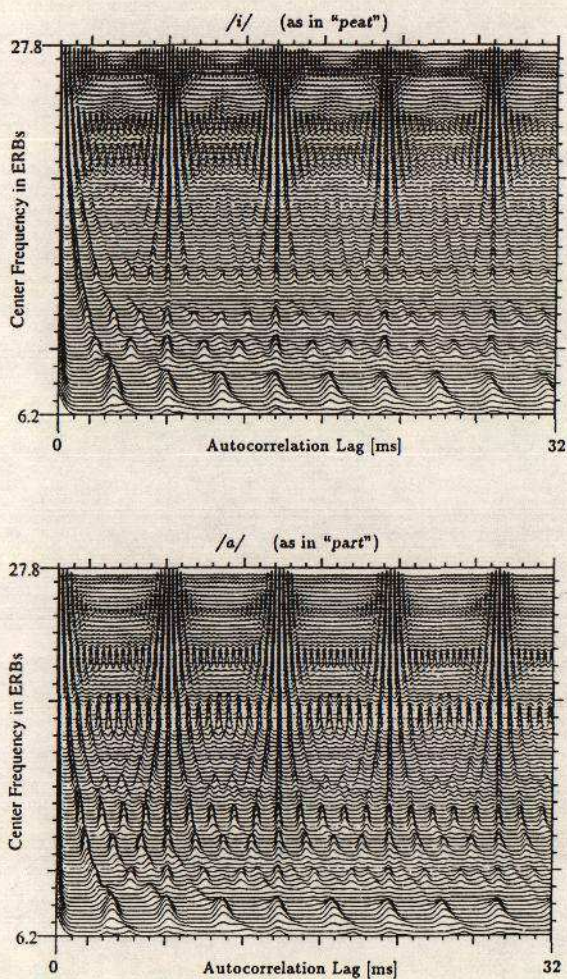 /i/ (as in "peat")
27.8
Center Frequency in ERBs
6.2
0
32
Autocorrelation Lag [ms]
/a/ (as in "part")
27.8
Center Frequency in ERBs
6.2
0
32
Autocorrelation Lag [ms]